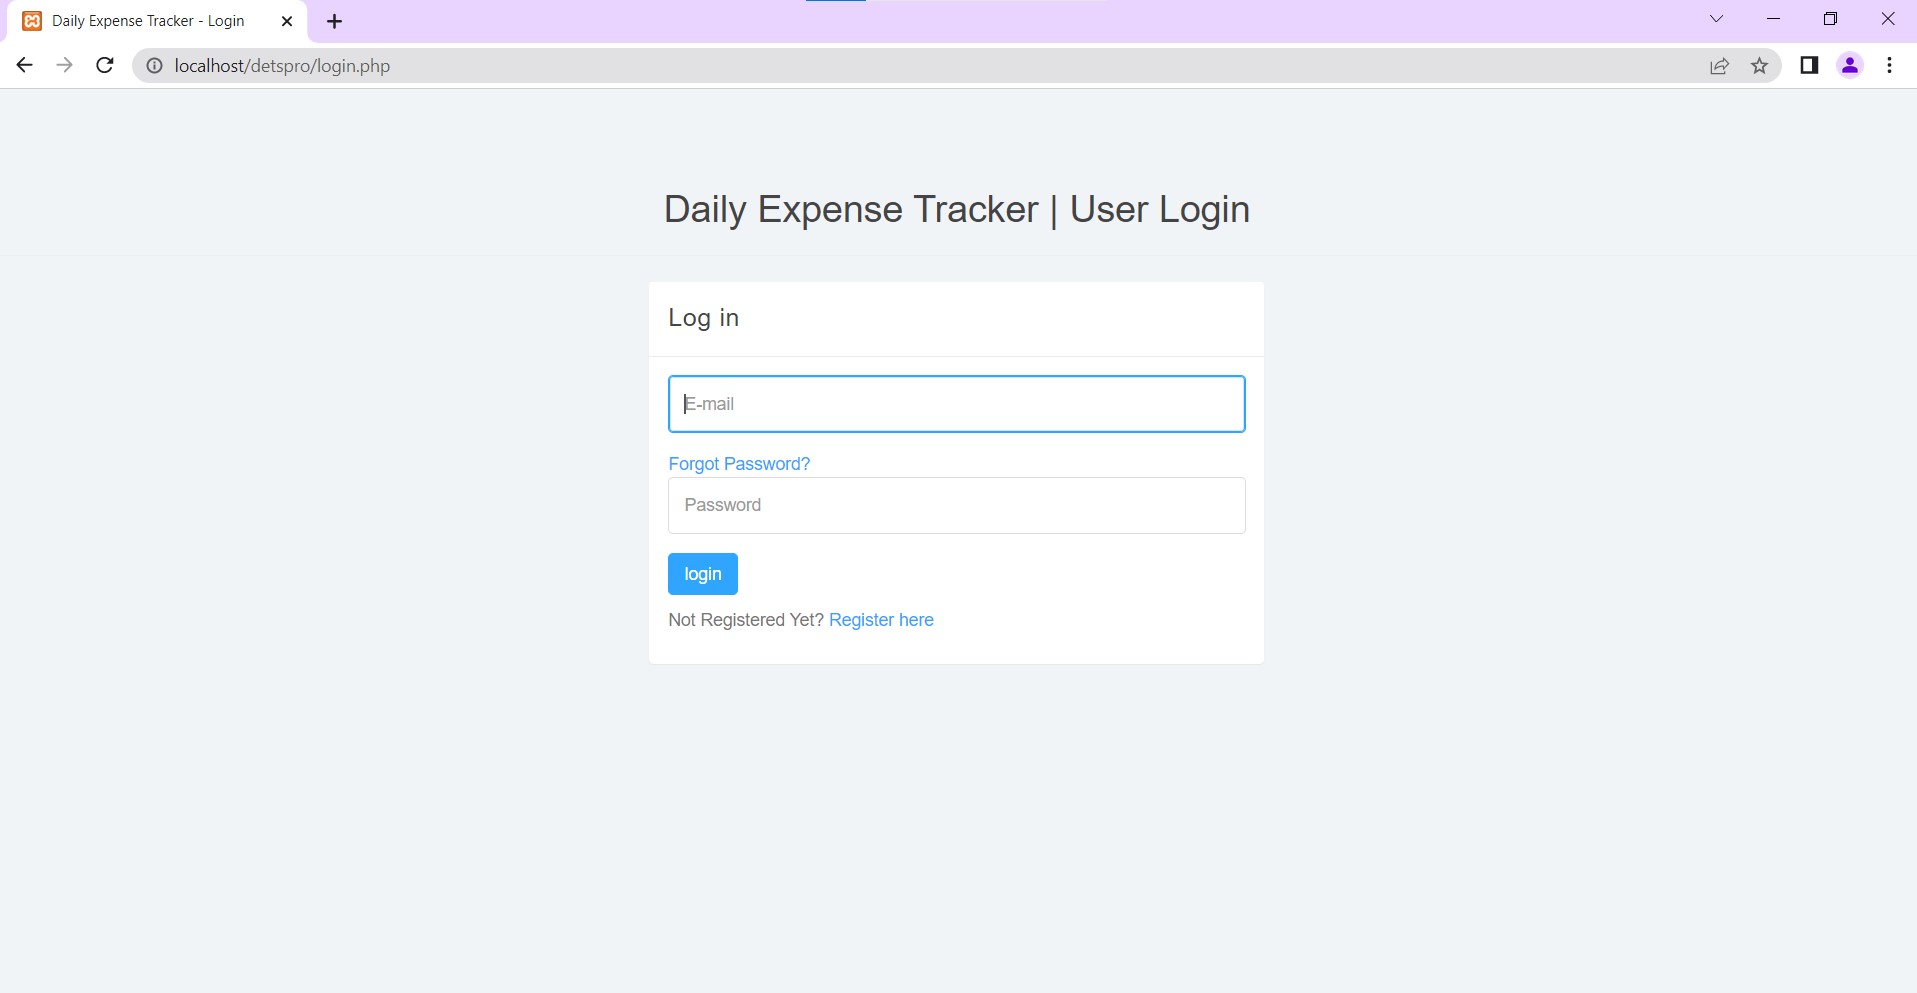 Daily Expense Tracker - Login
localhost/detspro/login.php
Daily Expense Tracker | User Login
Log in
E-mail
Forgot Password?
Password
login
Not Registered Yet? Register here